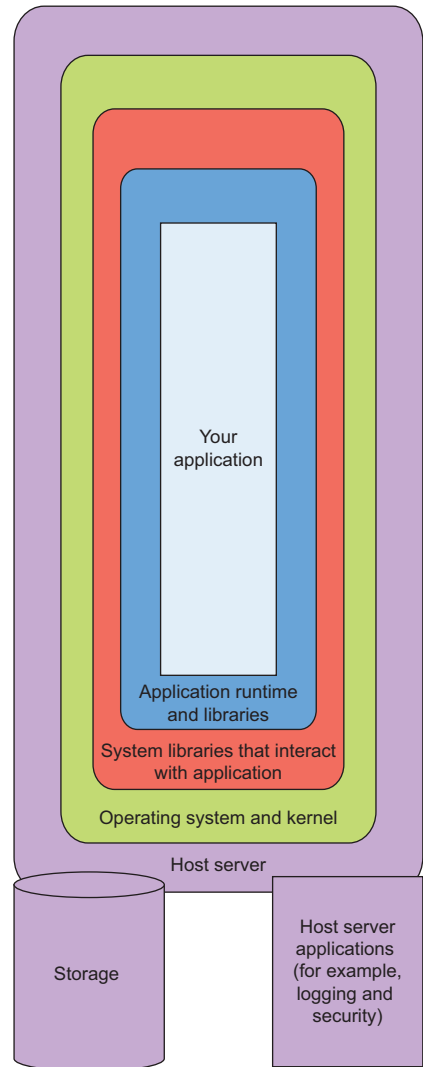 Your
application
Application runtime
and libraries
System libraries that interact
with application
Operating system and kernel
Host server
Storage
Host server
applications
(for example,
logging and
security)